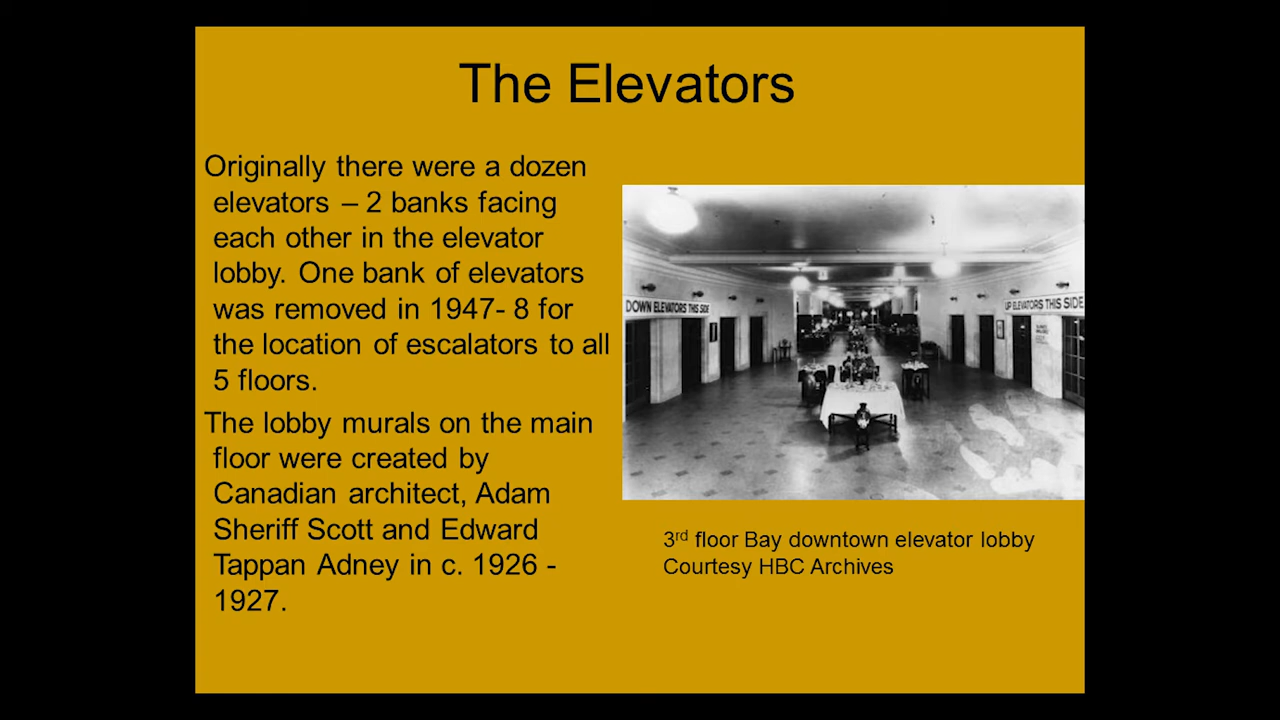 The Elevators
Originally there were a dozen
elevators – 2 banks facing
each other in the elevator
lobby. One bank of elevators
was removed in 1947- 8 for
the location of escalators to all
5 floors.
The lobby murals on the main
floor were created by
Canadian architect, Adam
Sheriff Scott and Edward
Tappan Adney in c. 1926 -
1927.
DOWN ELEVATORS THIS SIDE
UP ELEVATORS THIS SIDE
3rd floor Bay downtown elevator lobby
Courtesy HBC Archives